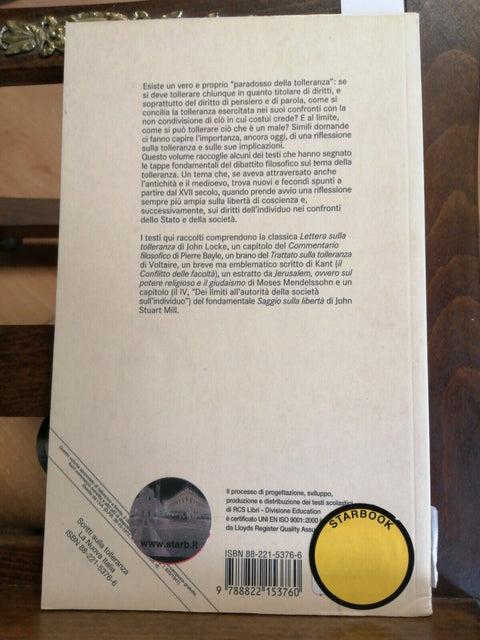 Esiste un vero e proprio "paradosso della tolleranza": se
si deve tollerare chiunque in quanto titolare di diritti, e
soprattutto del diritto di pensiero e di parola, come si
concilia la tolleranza esercitata nei suoi confronti con la
non condivisione di ciò in cui costui crede? E al limite,
come si può tollerare ciò che è un male? Simili domande
ci fanno capire l'importanza, ancora oggi, di una riflessione
sulla tolleranza e sulle sue implicazioni.
Questo volume raccoglie alcuni dei testi che hanno segnato
le tappe fondamentali del dibattito filosofico sul tema della
tolleranza. Un tema che, se aveva attraversato anche
l'antichità e il medioevo, trova nuovi e fecondi spunti a
partire dal XVII secolo, quando prende avvio una riflessione
sempre più ampia sulla libertà di coscienza e,
successivamente, sui diritti dell'individuo nei confronti
dello Stato e della società.
I testi qui raccolti comprendono la classica Lettera sulla
tolleranza di John Locke, un capitolo del Commentario
filosofico di Pierre Bayle, un brano del Trattato sulla tolleranza
di Voltaire, un breve ma emblematico scritto di Kant (il
Conflitto delle facoltà), un estratto da Jerusalem, ovvero sul
potere religioso e il giudaismo di Moses Mendelssohn e un
capitolo (il IV, "Dei limiti all'autorità della società
sull'individuo") del fondamentale Saggio sulla libertà di John
Stuart Mill.
Scritti sulla tolleranza
La Nuova Italia
ISBN 88-221-5376-6
www.starb.it
Il processo di progettazione, sviluppo,
produzione e distribuzione dei testi scolastici
di RCS Libri - Divisione Education
è certificato UNI EN ISO 9001:2000
da Lloyds Register Quality
STARBOOK
ISBN 88-221-5376-6
9 788822 153760